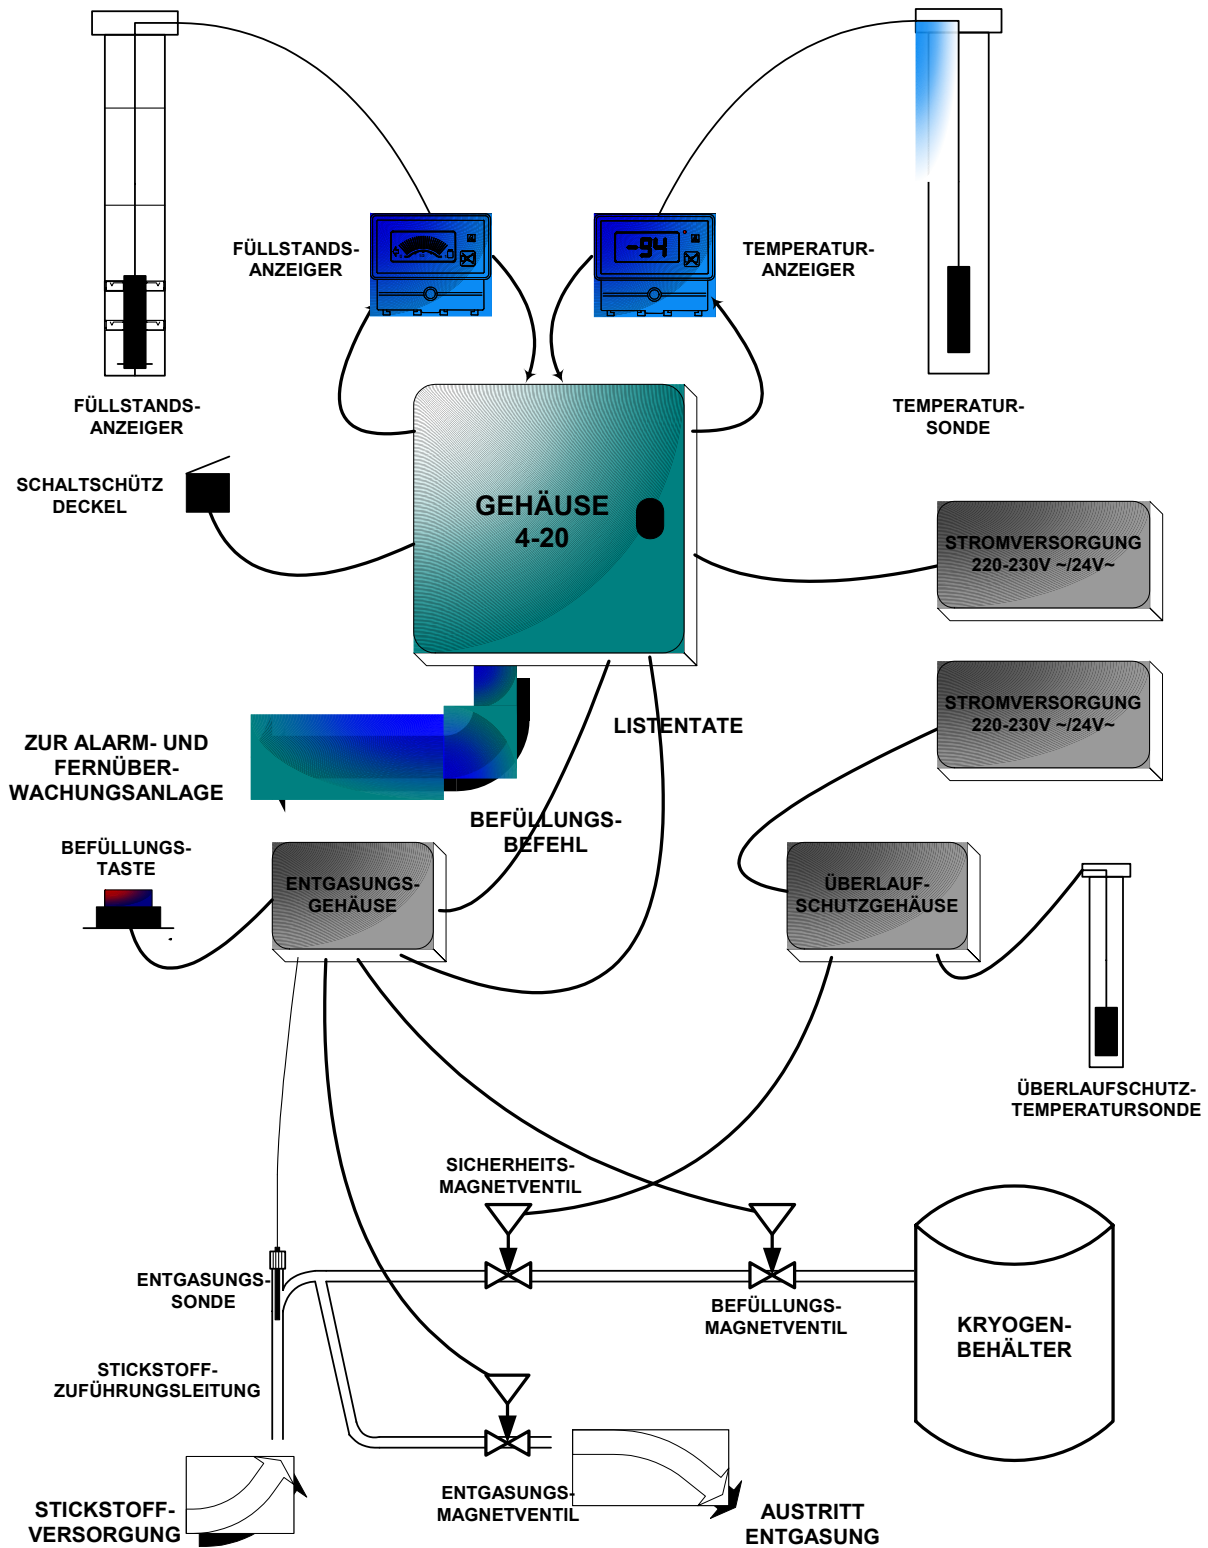 FÜLLSTANDS-
ANZEIGER
-94
TEMPERATUR-
ANZEIGER
FÜLLSTANDS-
ANZEIGER
TEMPERATUR-
SONDE
SCHALTSCHÜTZ
DECKEL
GEHÄUSE
4-20
STROMVERSORGUNG
220-230V ~/24V~
STROMVERSORGUNG
220-230V ~/24V~
LISTENTATE
ZUR ALARM- UND
FERNÜBER-
WACHUNGSANLAGE
BEFÜLLUNGS-
BEFEHL
BEFÜLLUNGS-
TASTE
ENTGASUNGS-
GEHÄUSE
ÜBERLAUF-
SCHUTZGEHÄUSE
ÜBERLAUFSCHUTZ-
TEMPERATURSONDE
SICHERHEITS-
MAGNETVENTIL
ENTGASUNGS-
SONDE
BEFÜLLUNGS-
MAGNETVENTIL
KRYOGEN-
BEHÄLTER
STICKSTOFF-
ZUFÜHRUNGSLEITUNG
ENTGASUNGS-
MAGNETVENTIL
STICKSTOFF-
VERSORGUNG
AUSTRITT
ENTGASUNG